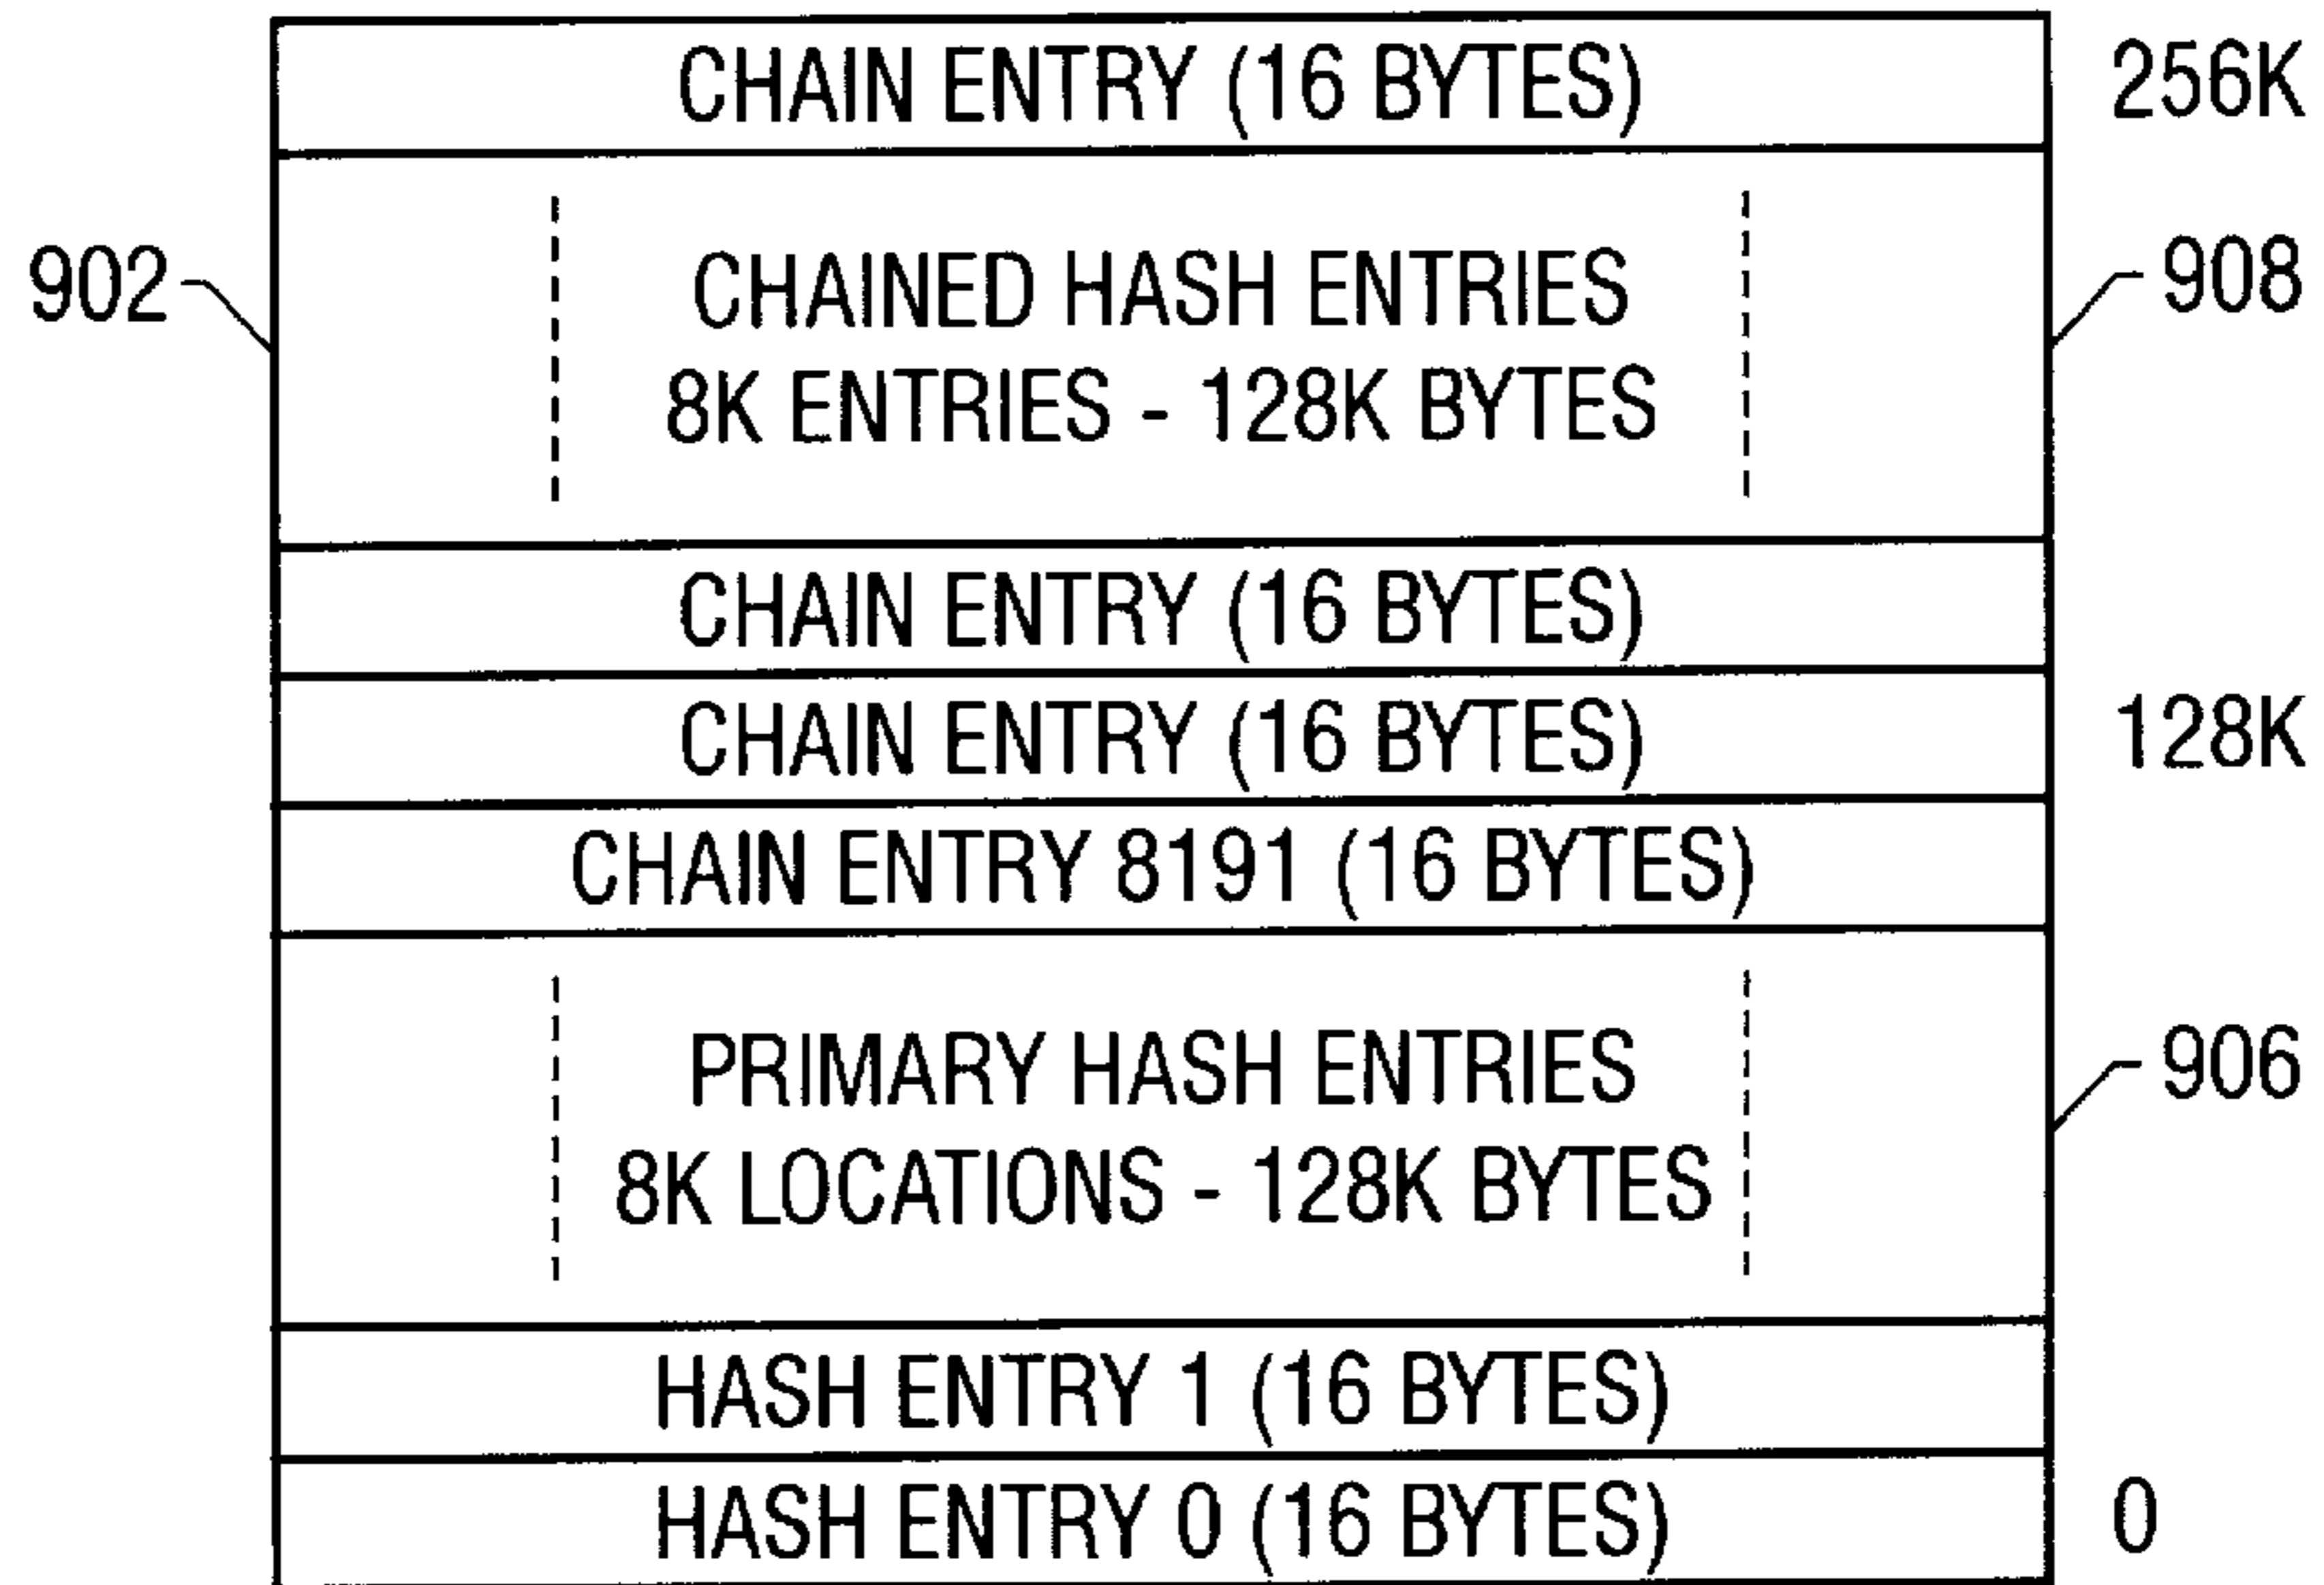 CHAIN ENTRY (16 BYTES) 256K
902 CHAINED HASH ENTRIES 908
8K ENTRIES - 128K BYTES
CHAIN ENTRY (16 BYTES)
CHAIN ENTRY (16 BYTES) 128K
CHAIN ENTRY 8191 (16 BYTES)
PRIMARY HASH ENTRIES 906
8K LOCATIONS - 128K BYTES
HASH ENTRY 1 (16 BYTES)
HASH ENTRY 0 (16 BYTES) 0